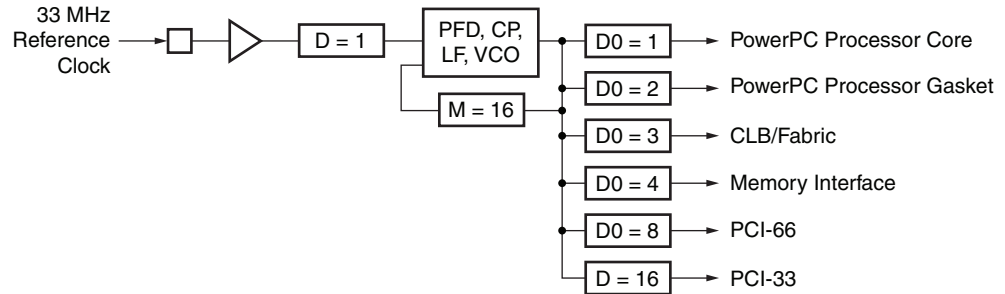 33 MHz
Reference
Clock
D = 1
PFD, CP,
LF, VCO
M = 16
D0 = 1
PowerPC Processor Core
D0 = 2
PowerPC Processor Gasket
D0 = 3
CLB/Fabric
D0 = 4
Memory Interface
D0 = 8
PCI-66
D = 16
PCI-33